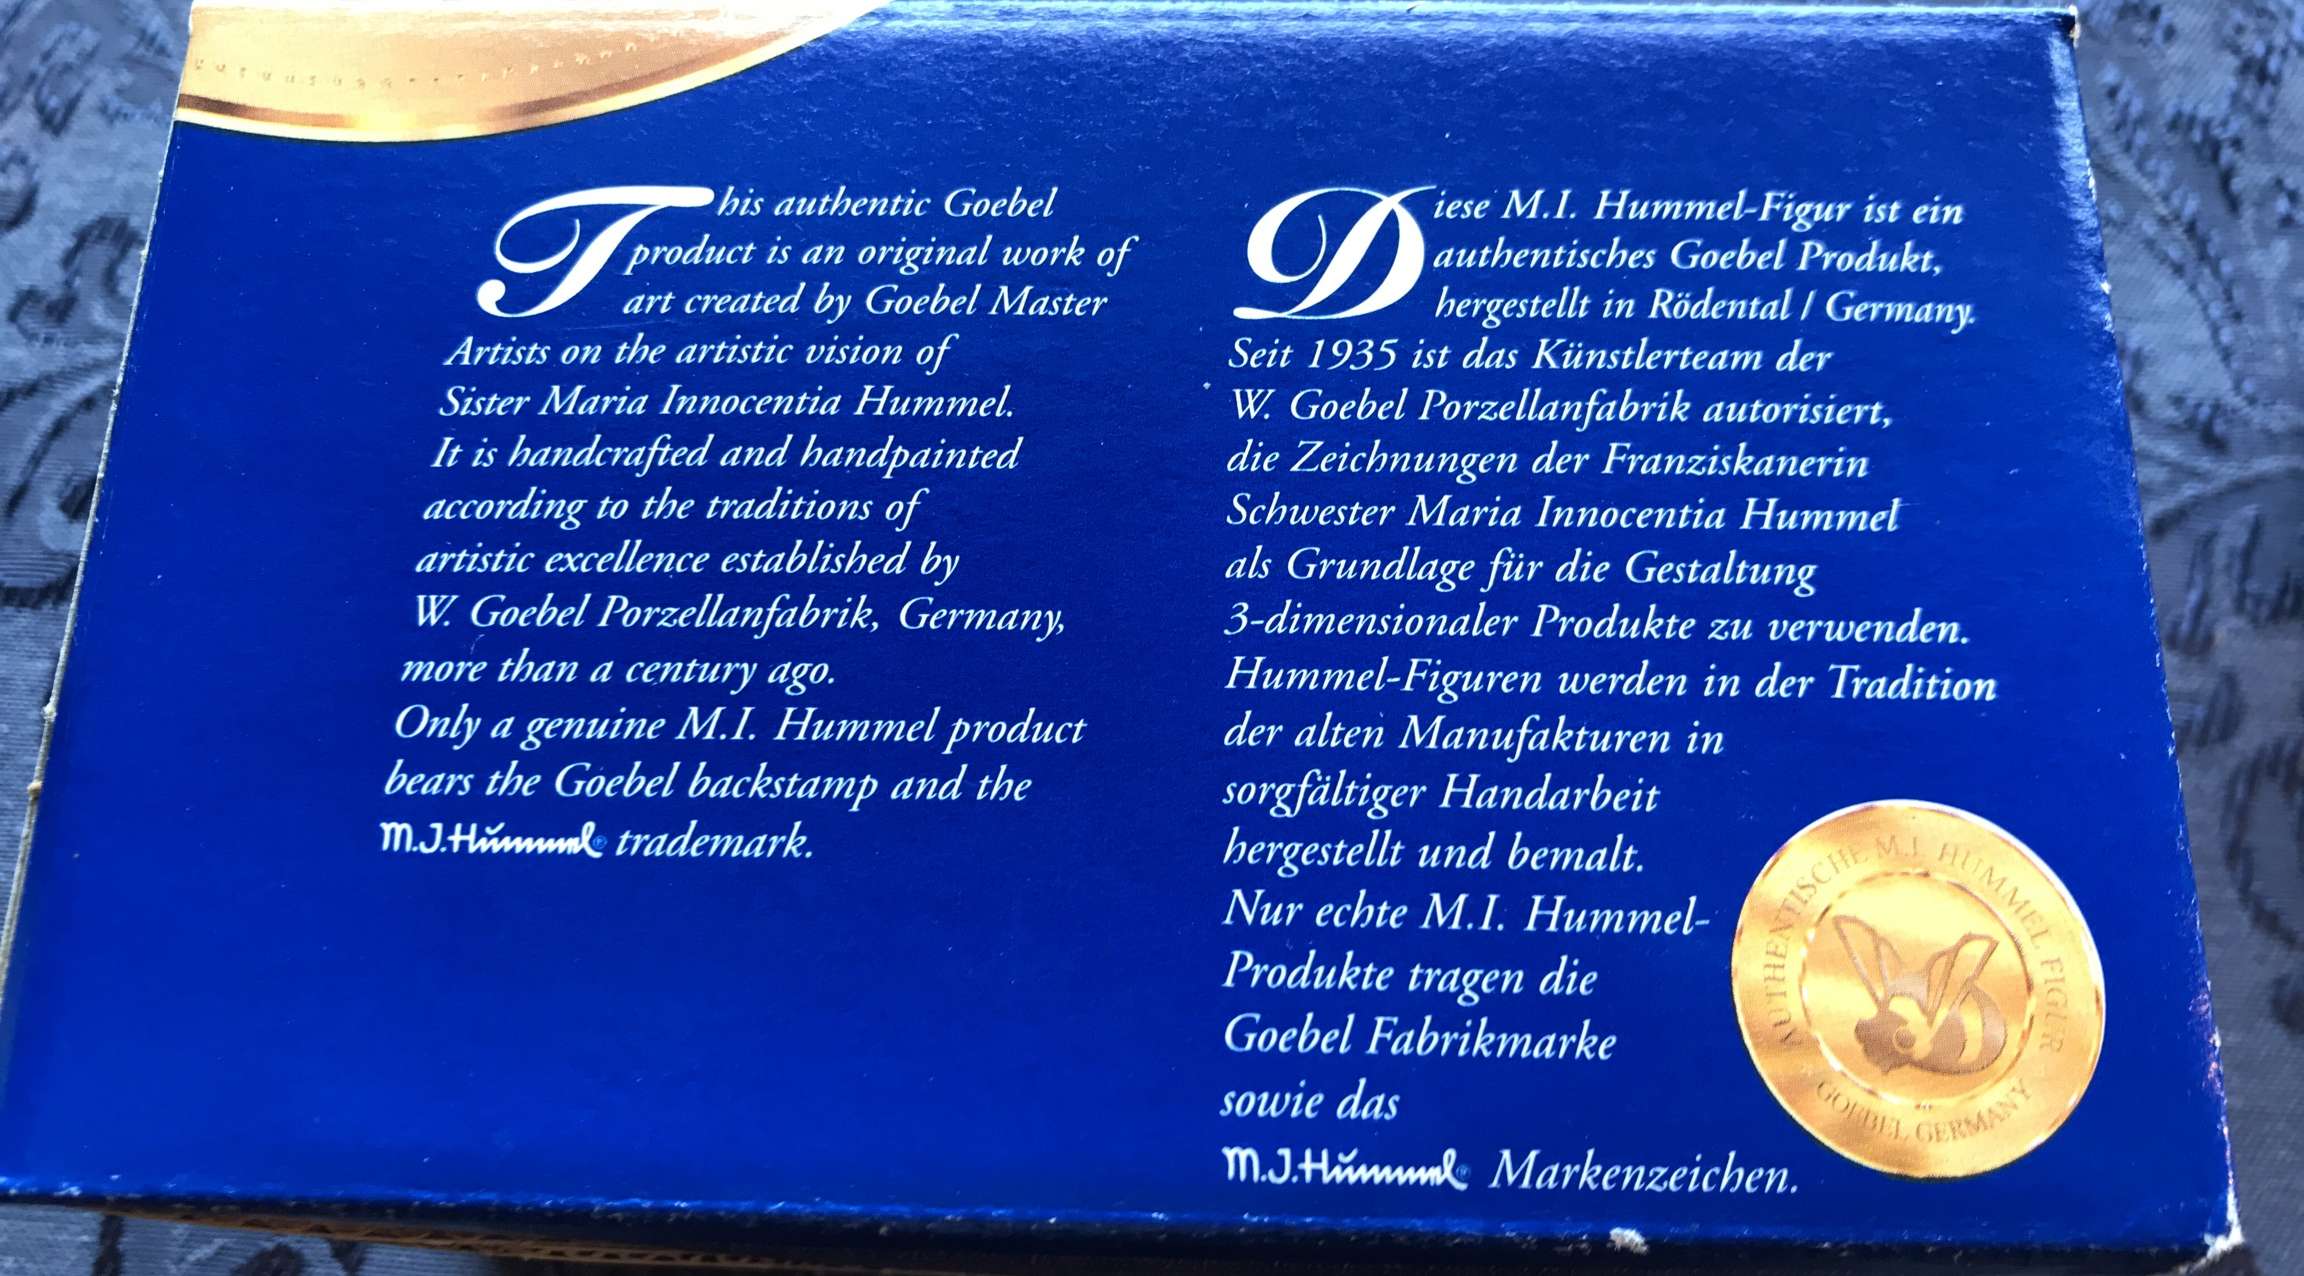 This authentic Goebel
product is an original work of
art created by Goebel Master
Artists on the artistic vision of
Sister Maria Innocentia Hummel.
It is handcrafted and handpainted
according to the traditions of
artistic excellence established by
W. Goebel Porzellanfabrik, Germany,
more than a century ago.
Only a genuine M.I. Hummel product
bears the Goebel backstamp and the
M.J.Hummel® trademark.
Diese M.I. Hummel-Figur ist ein
authentisches Goebel Produkt,
hergestellt in Rödental / Germany.
Seit 1935 ist das Künstlerteam der
W. Goebel Porzellanfabrik autorisiert,
die Zeichnungen der Franziskanerin
Schwester Maria Innocentia Hummel
als Grundlage für die Gestaltung
3-dimensionaler Produkte zu verwenden.
Hummel-Figuren werden in der Tradition
der alten Manufakturen in
sorgfältiger Handarbeit
hergestellt und bemalt.
Nur echte M.I. Hummel-
Produkte tragen die
Goebel Fabrikmarke
sowie das
M.J.Hummel® Markenzeichen.
AUTHENTISCHE M.I. HUMMEL FIGUR
GOEBEL GERMANY